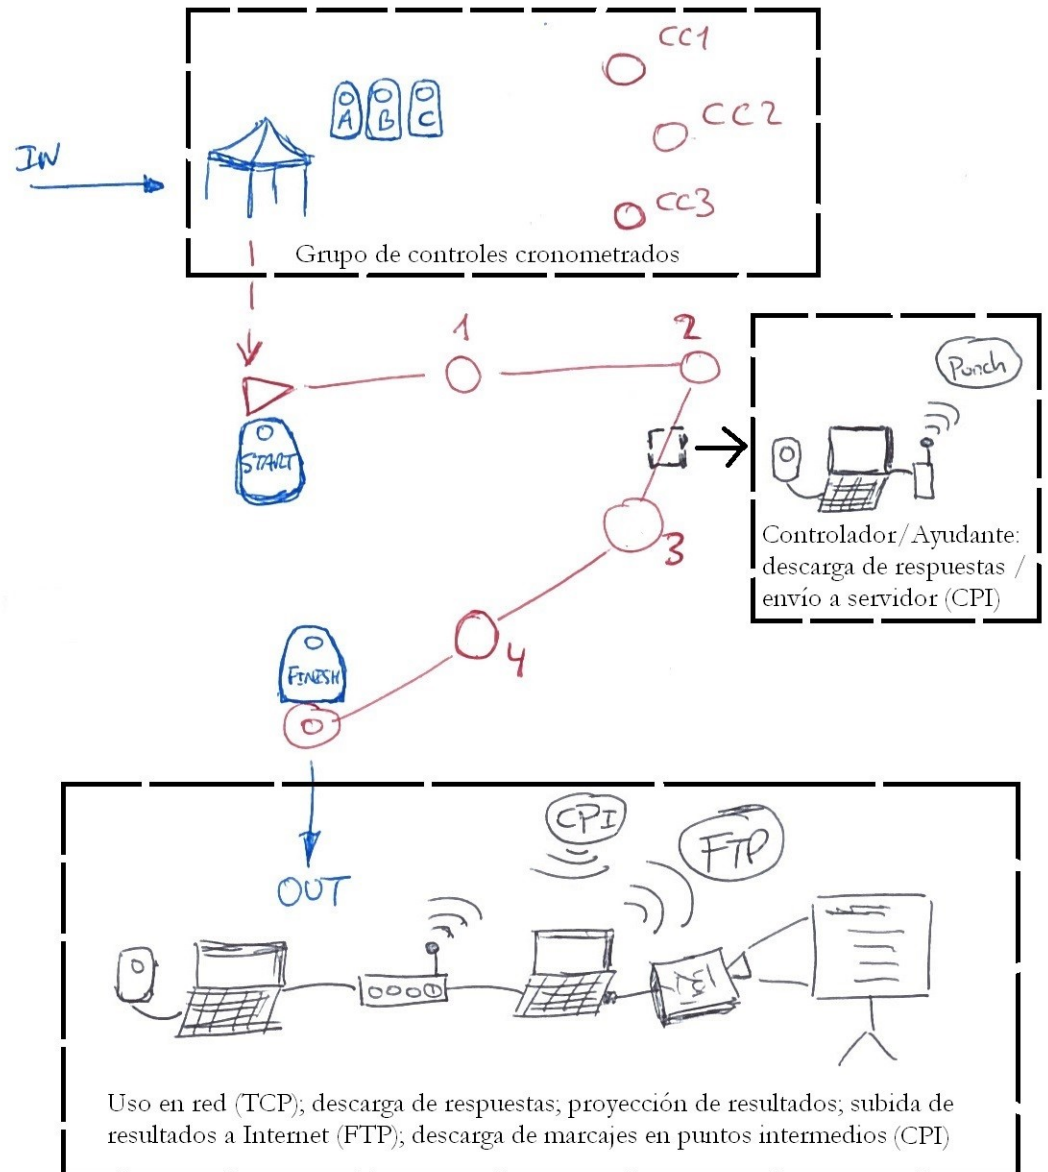 CC1
A B C
CC2
IN
CC3
Grupo de controles cronometrados
1
2
Punch
START
3
Controlador/Ayudante:
descarga de respuestas /
envío a servidor (CPI)
4
FINISH
CPI
FTP
OUT
Uso en red (TCP); descarga de respuestas; proyección de resultados; subida de
resultados a Internet (FTP); descarga de marcajes en puntos intermedios (CPI)